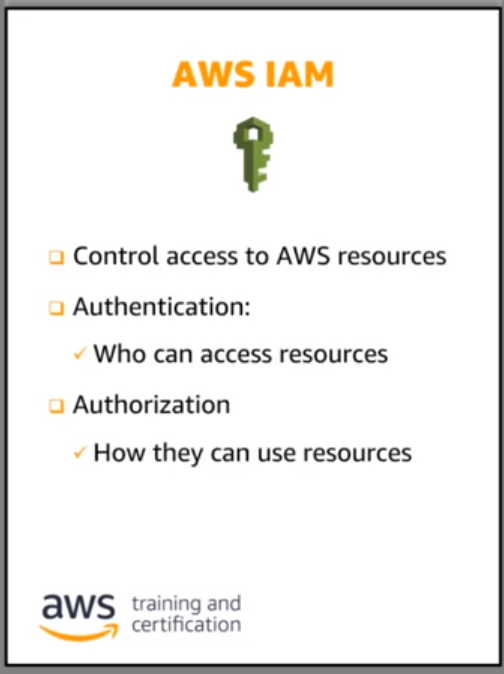 AWS IAM
Control access to AWS resources
Authentication:
Who can access resources
Authorization
How they can use resources
aws training and
certification